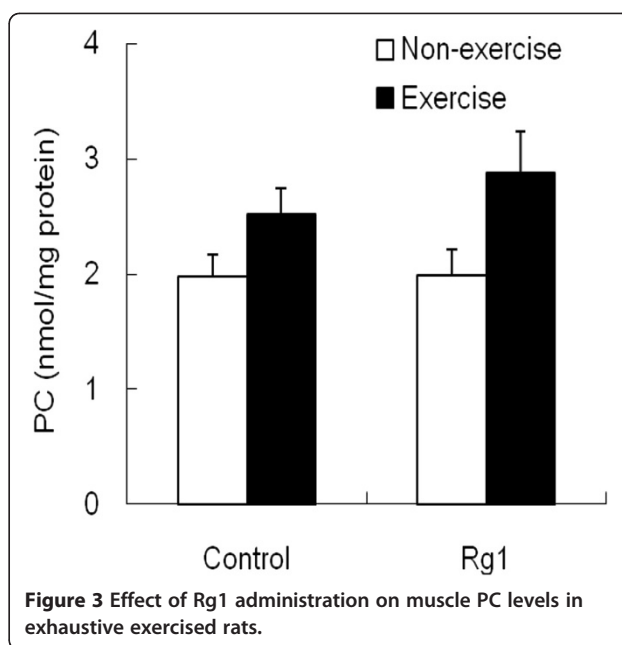 4
Non-exercise
Exercise
3
2
1
0
PC (nmol/mg protein)
Control
Rg1
Figure 3 Effect of Rg1 administration on muscle PC levels in
exhaustive exercised rats.